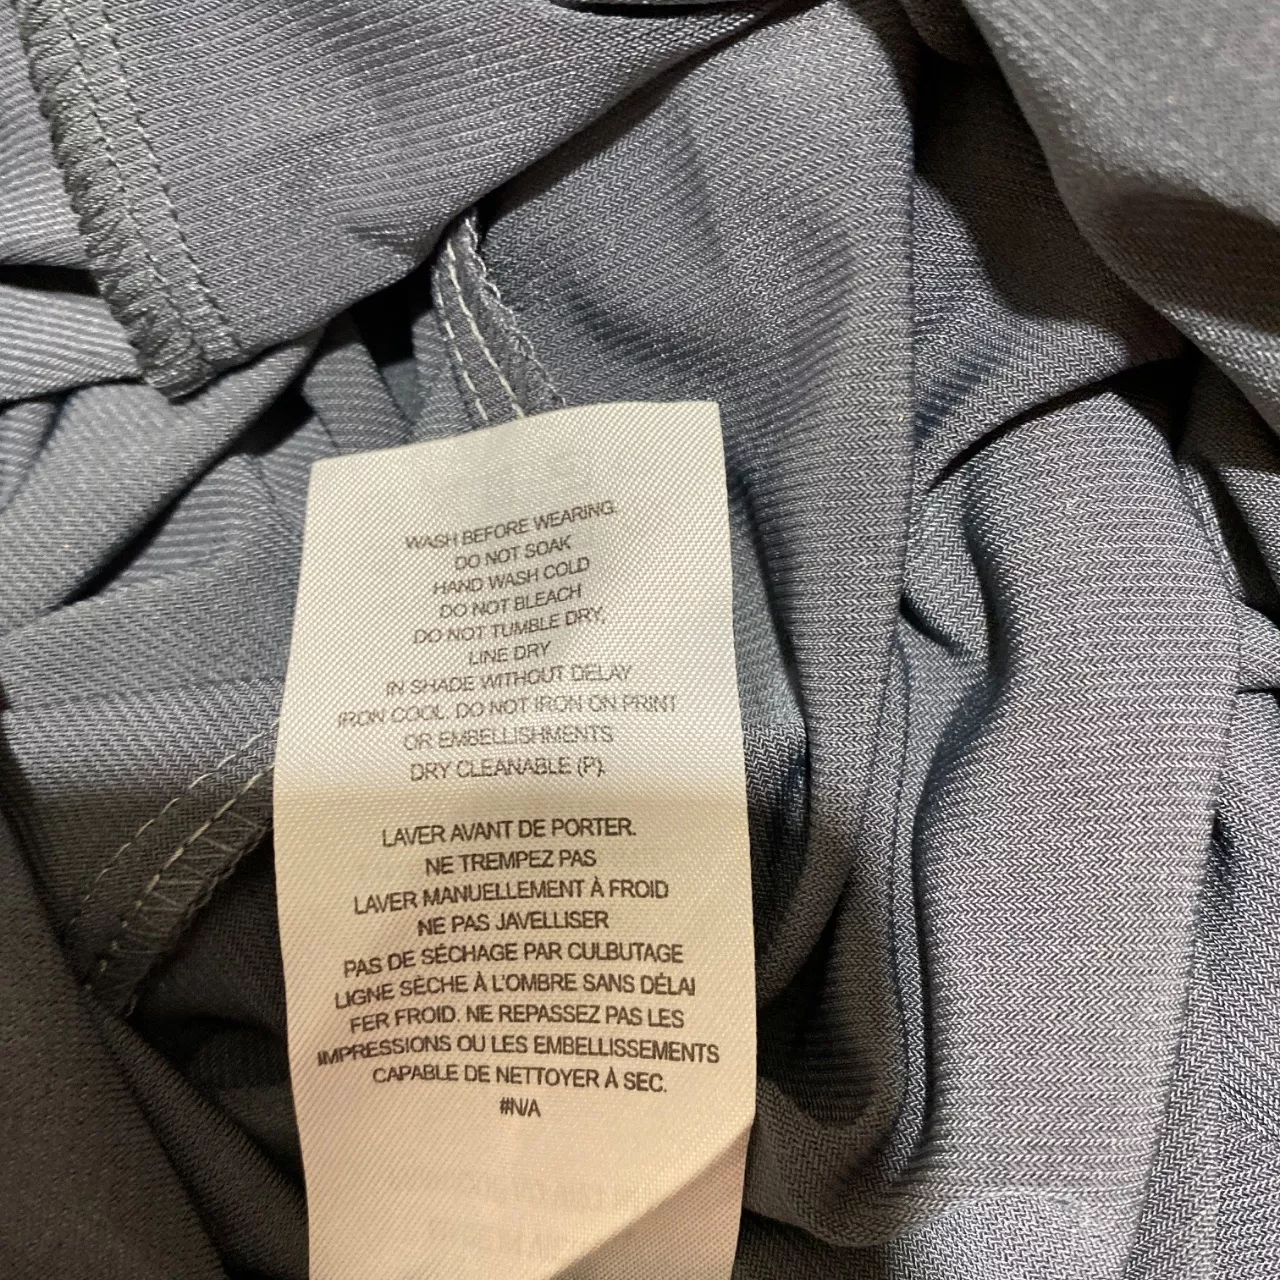 WASH BEFORE WEARING.
DO NOT SOAK
HAND WASH COLD
DO NOT BLEACH
DO NOT TUMBLE DRY,
LINE DRY
IN SHADE WITHOUT DELAY
IRON COOL. DO NOT IRON ON PRINT
OR EMBELLISHMENTS
DRY CLEANABLE (P).
LAVER AVANT DE PORTER.
NE TREMPEZ PAS
LAVER MANUELLEMENT À FROID
NE PAS JAVELLISER
PAS DE SÉCHAGE PAR CULBUTAGE
LIGNE SÈCHE À L'OMBRE SANS DÉLAI
FER FROID. NE REPASSEZ PAS LES
IMPRESSIONS OU LES EMBELLISSEMENTS
CAPABLE DE NETTOYER À SEC.
#N/A